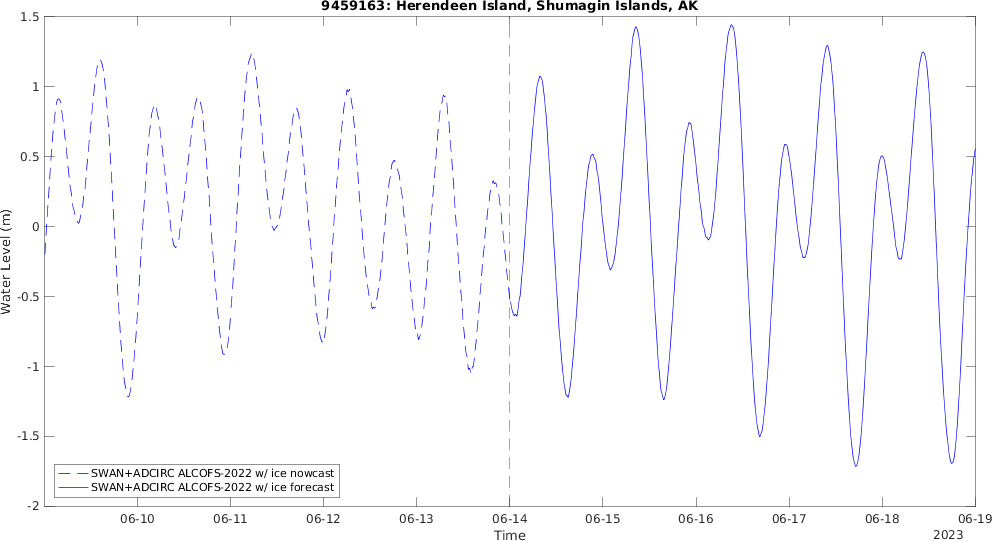 9459163: Herendeen Island, Shumagin Islands, AK
Water Level (m)
1.5
1
0.5
0
-0.5
-1
-1.5
-2
SWAN+ADCIRC ALCOFS-2022 w/ ice nowcast
SWAN+ADCIRC ALCOFS-2022 w/ ice forecast
06-10 06-11 06-12 06-13 06-14 06-15 06-16 06-17 06-18 06-19
Time
2023